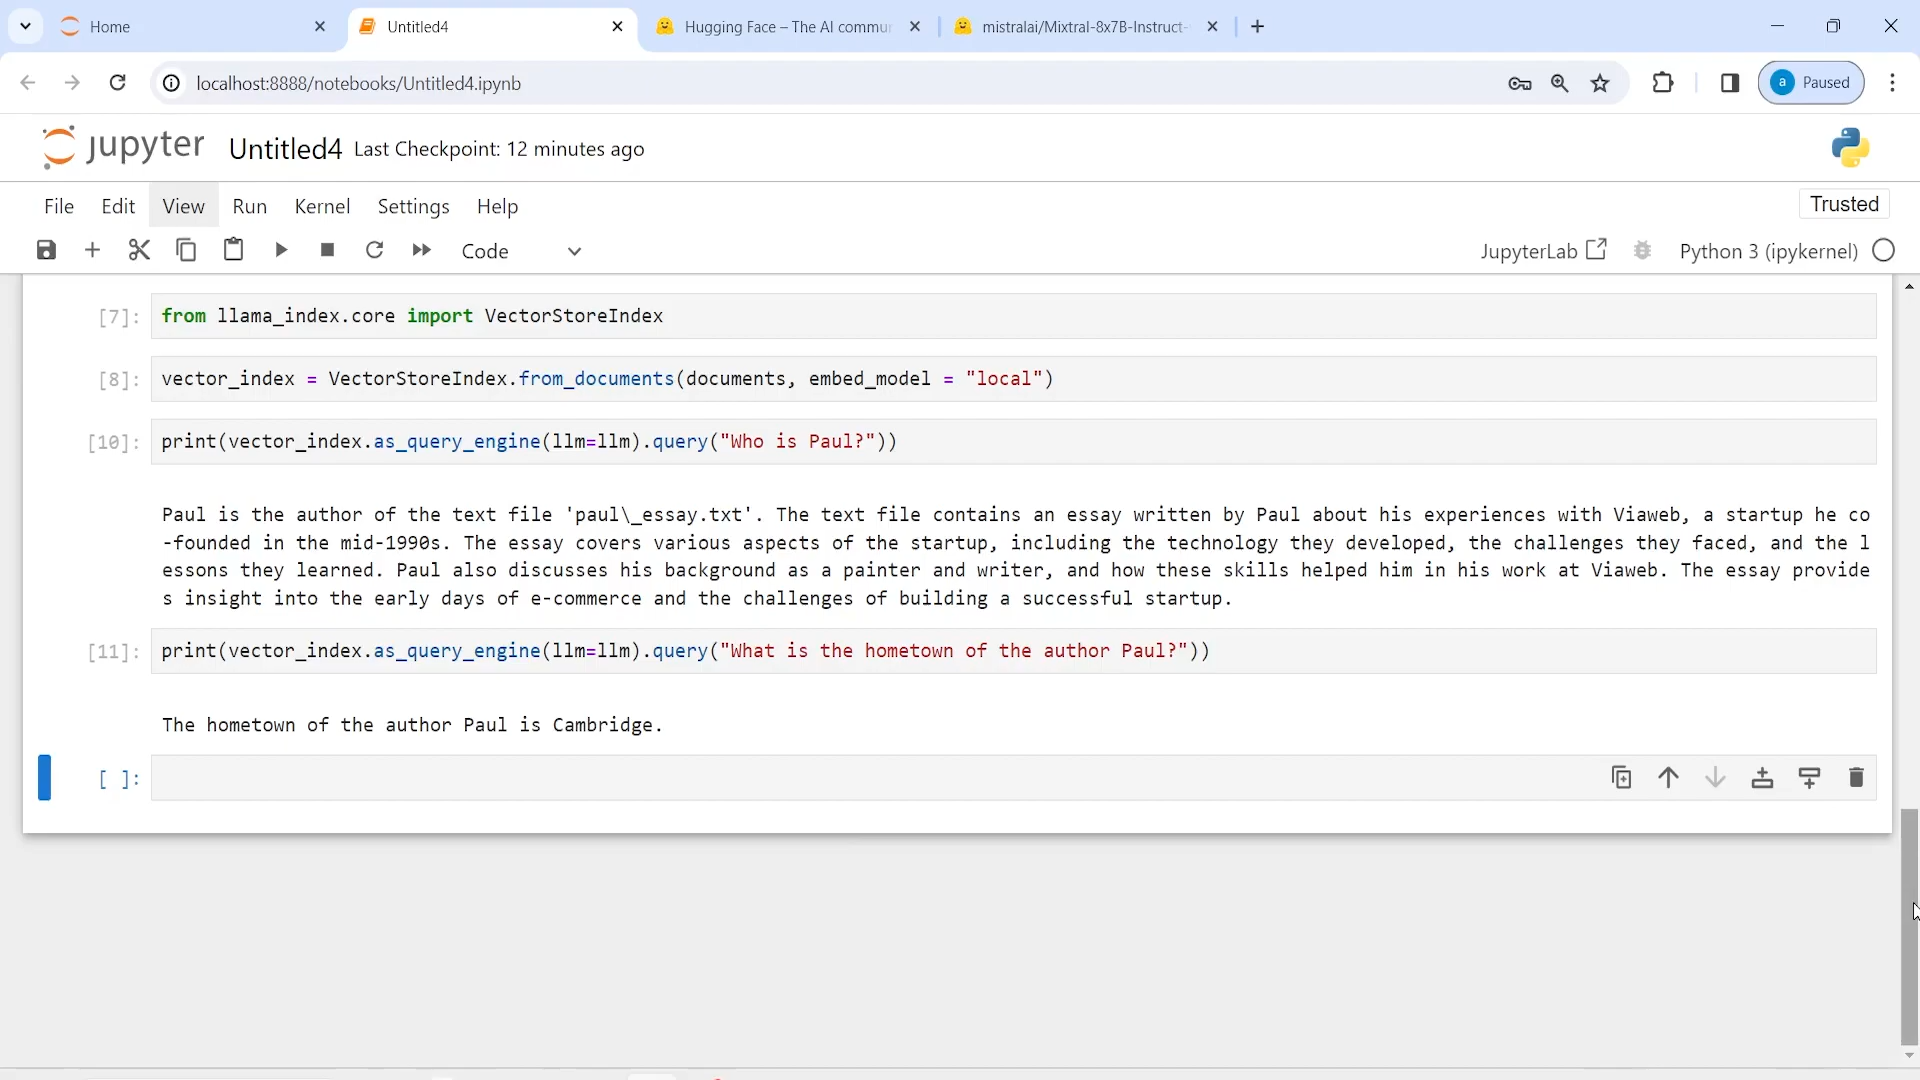 Home
Untitled4
Hugging Face – The AI commu
mistralai/Mixtral-8x7B-Instruct-
localhost:8888/notebooks/Untitled4.ipynb
a Paused
jupyter Untitled4 Last Checkpoint: 12 minutes ago
File Edit View Run Kernel Settings Help
Trusted
Code
JupyterLab
Python 3 (ipykernel)
[7]: from llama_index.core import VectorStoreIndex
[8]: vector_index = VectorStoreIndex.from_documents(documents, embed_model = "local")
[10]: print(vector_index.as_query_engine(llm=llm).query("Who is Paul?"))
Paul is the author of the text file 'paul\_essay.txt'. The text file contains an essay written by Paul about his experiences with Viaweb, a startup he co
-founded in the mid-1990s. The essay covers various aspects of the startup, including the technology they developed, the challenges they faced, and the l
essons they learned. Paul also discusses his background as a painter and writer, and how these skills helped him in his work at Viaweb. The essay provide
s insight into the early days of e-commerce and the challenges of building a successful startup.
[11]: print(vector_index.as_query_engine(llm=llm).query("What is the hometown of the author Paul?"))
The hometown of the author Paul is Cambridge.
[ ]: